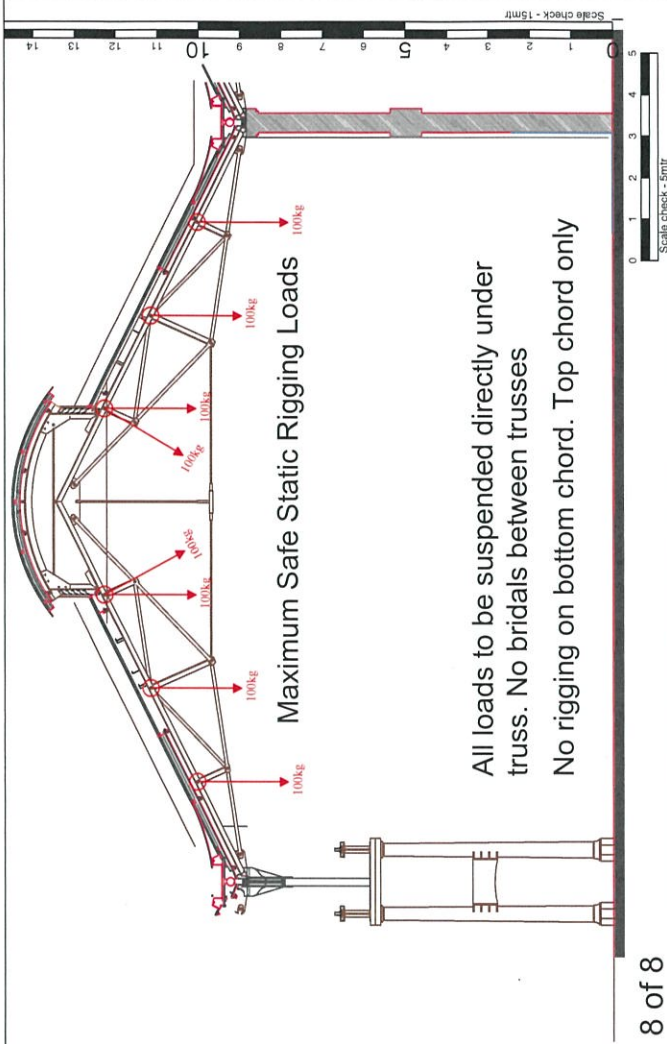 Scale check - 15mtr
14
13
12
11
10
9
8
7
6
5
4
3
2
1
0
100kg
100kg
100kg
100kg
100kg
100kg
100kg
100kg
Maximum Safe Static Rigging Loads
All loads to be suspended directly under
truss. No bridals between trusses
No rigging on bottom chord. Top chord only
0
1
2
3
4
5
Scale check - 5mtr
8 of 8